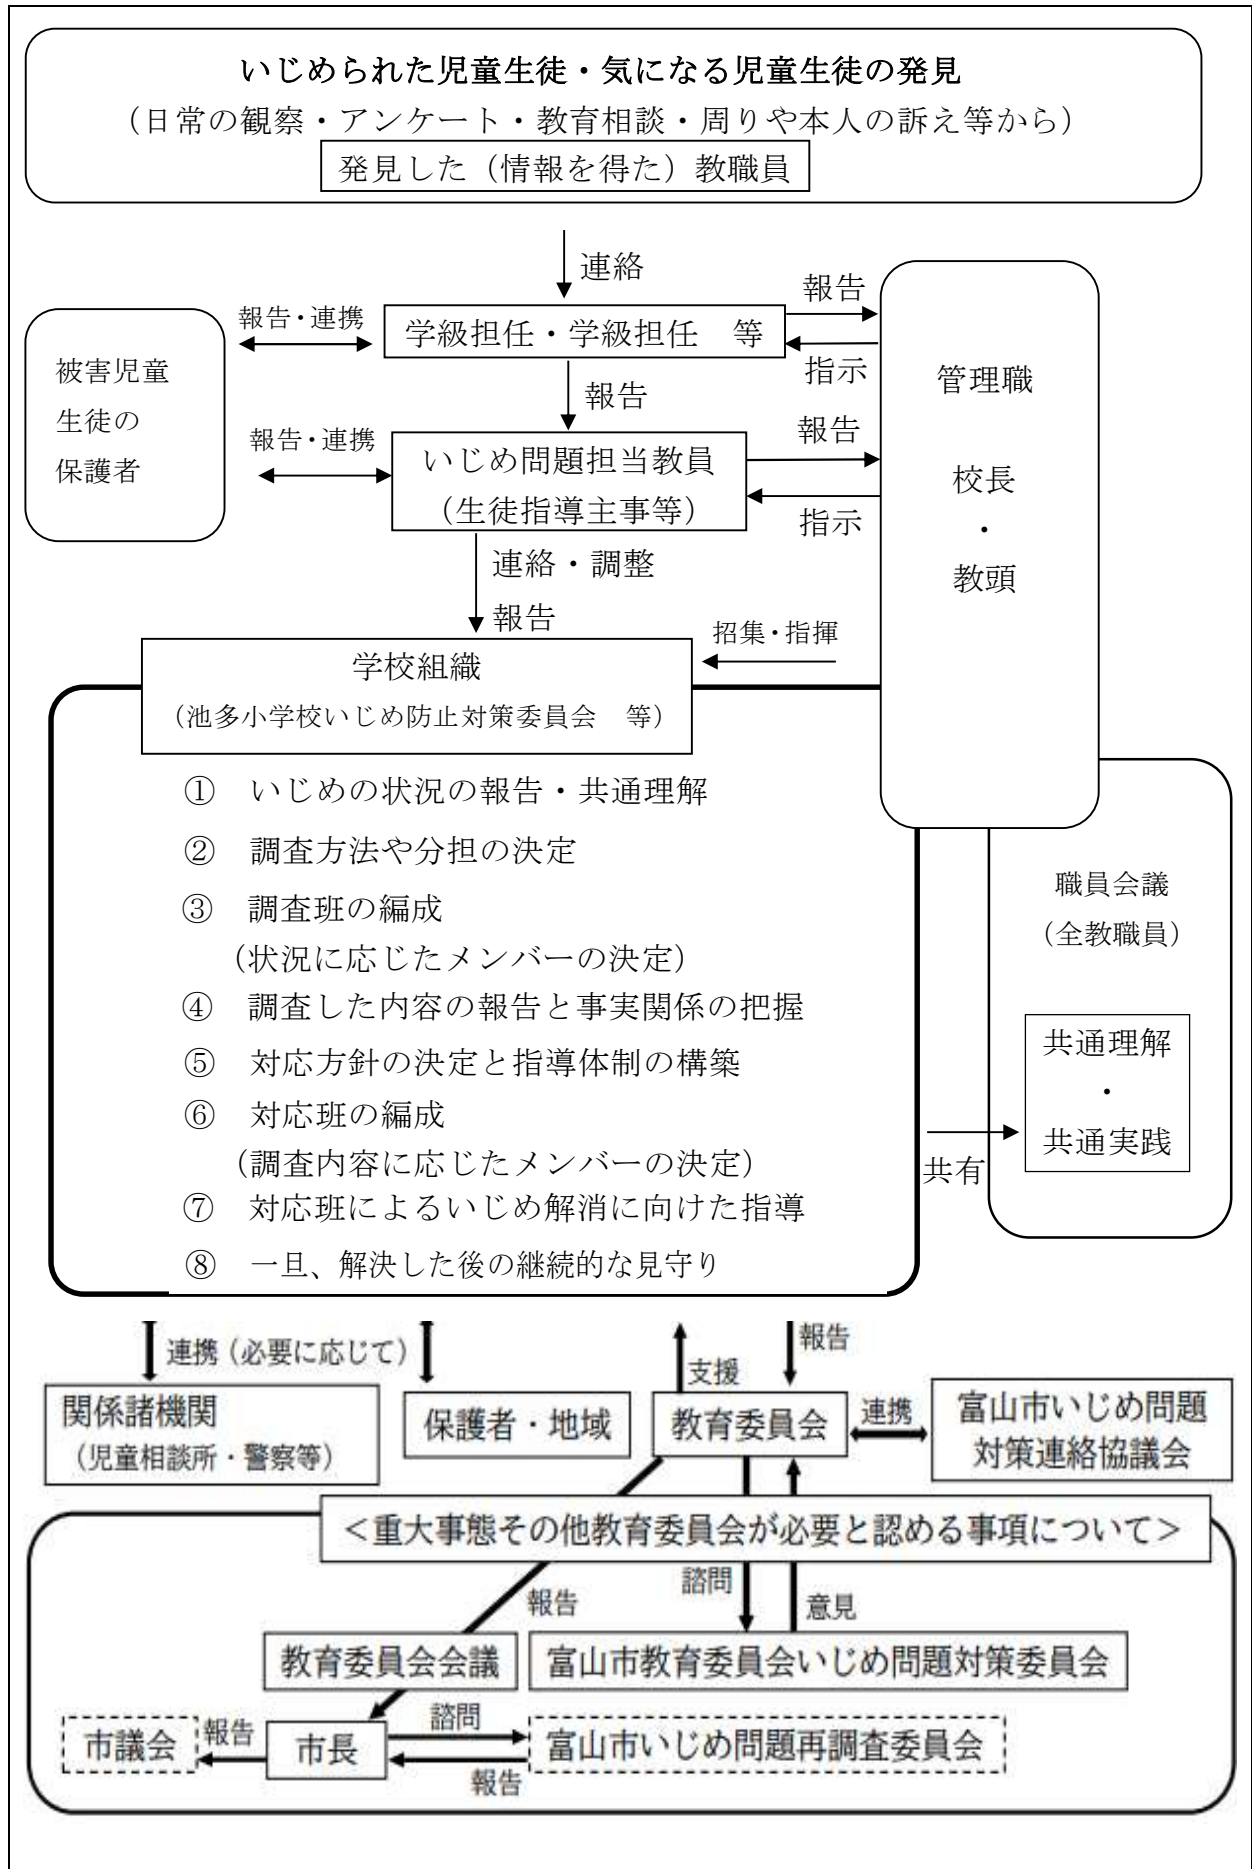 いじめられた児童生徒・気になる児童生徒の発見
（日常の観察・アンケート・教育相談・周りや本人の訴え等から）
発見した（情報を得た）教職員
連絡
報告・連携
学級担任・学級担任　等
報告
指示
被害児童
生徒の
保護者
報告
報告・連携
いじめ問題担当教員
（生徒指導主事等）
報告
指示
管理職
校長
・
教頭
連絡・調整
報告
招集・指揮
学校組織
（池多小学校いじめ防止対策委員会　等）
①　いじめの状況の報告・共通理解
②　調査方法や分担の決定
③　調査班の編成
（状況に応じたメンバーの決定）
④　調査した内容の報告と事実関係の把握
⑤　対応方針の決定と指導体制の構築
⑥　対応班の編成
（調査内容に応じたメンバーの決定）
⑦　対応班によるいじめ解消に向けた指導
⑧　一旦、解決した後の継続的な見守り
職員会議
（全教職員）
共通理解
・
共通実践
共有
連携（必要に応じて）
支援
報告
関係諸機関
（児童相談所・警察等）
保護者・地域
教育委員会
連携
富山市いじめ問題
対策連絡協議会
＜重大事態その他教育委員会が必要と認める事項について＞
報告
諮問
意見
教育委員会会議
富山市教育委員会いじめ問題対策委員会
市議会
報告
市長
諮問
報告
富山市いじめ問題再調査委員会